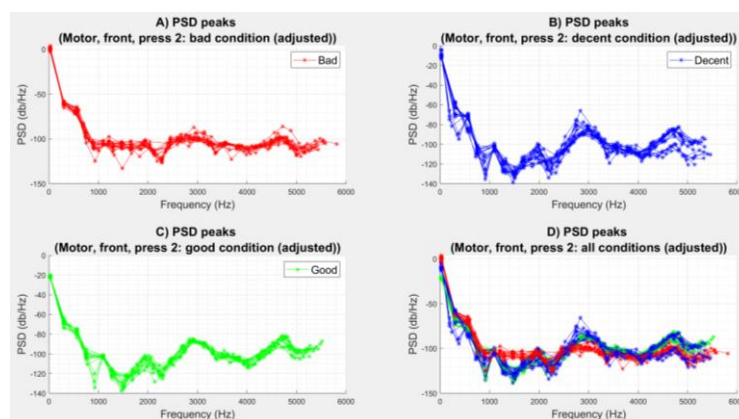 A) PSD peaks
(Motor, front, press 2: bad condition (adjusted))
Bad
PSD (db/Hz)
0
-50
-100
-150
0 1000 2000 3000 4000 5000 6000
Frequency (Hz)
B) PSD peaks
(Motor, front, press 2: decent condition (adjusted))
Decent
PSD (db/Hz)
0
-20
-40
-60
-80
-100
-120
-140
0 1000 2000 3000 4000 5000 6000
Frequency (Hz)
C) PSD peaks
(Motor, front, press 2: good condition (adjusted))
Good
PSD (db/Hz)
0
-20
-40
-60
-80
-100
-120
-140
0 1000 2000 3000 4000 5000 6000
Frequency (Hz)
D) PSD peaks
(Motor, front, press 2: all conditions (adjusted))
PSD (db/Hz)
0
-50
-100
-150
0 1000 2000 3000 4000 5000 6000
Frequency (Hz)